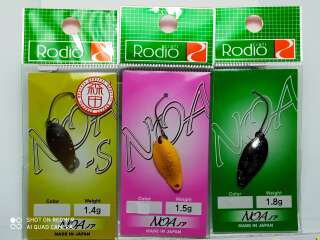 Rodio
Rodio
Rodio
NOA
-S
NOA
NOA
Color
Weight
1.4g
Color
Weight
1.5g
Color
Weight
1.8g
NOA
MADE IN JAPAN
NOA
MADE IN JAPAN
NOA
MADE IN JAPAN
SHOT ON REDMI
AI QUAD CAMERA